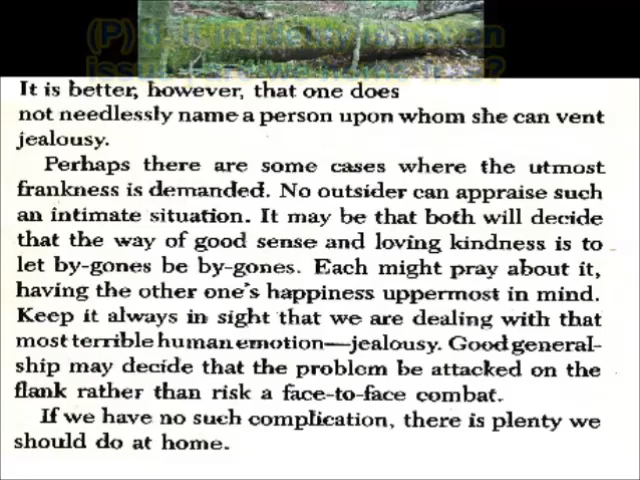 (P) If infidelity is not an
issue
It is better, however, that one does
not needlessly name a person upon whom she can vent
jealousy.
Perhaps there are some cases where the utmost
frankness is demanded. No outsider can appraise such
an intimate situation. It may be that both will decide
that the way of good sense and loving kindness is to
let by-gones be by-gones. Each might pray about it,
having the other one's happiness uppermost in mind.
Keep it always in sight that we are dealing with that
most terrible human emotion—jealousy. Good general-
ship may decide that the problem be attacked on the
flank rather than risk a face-to-face combat.
If we have no such complication, there is plenty we
should do at home.